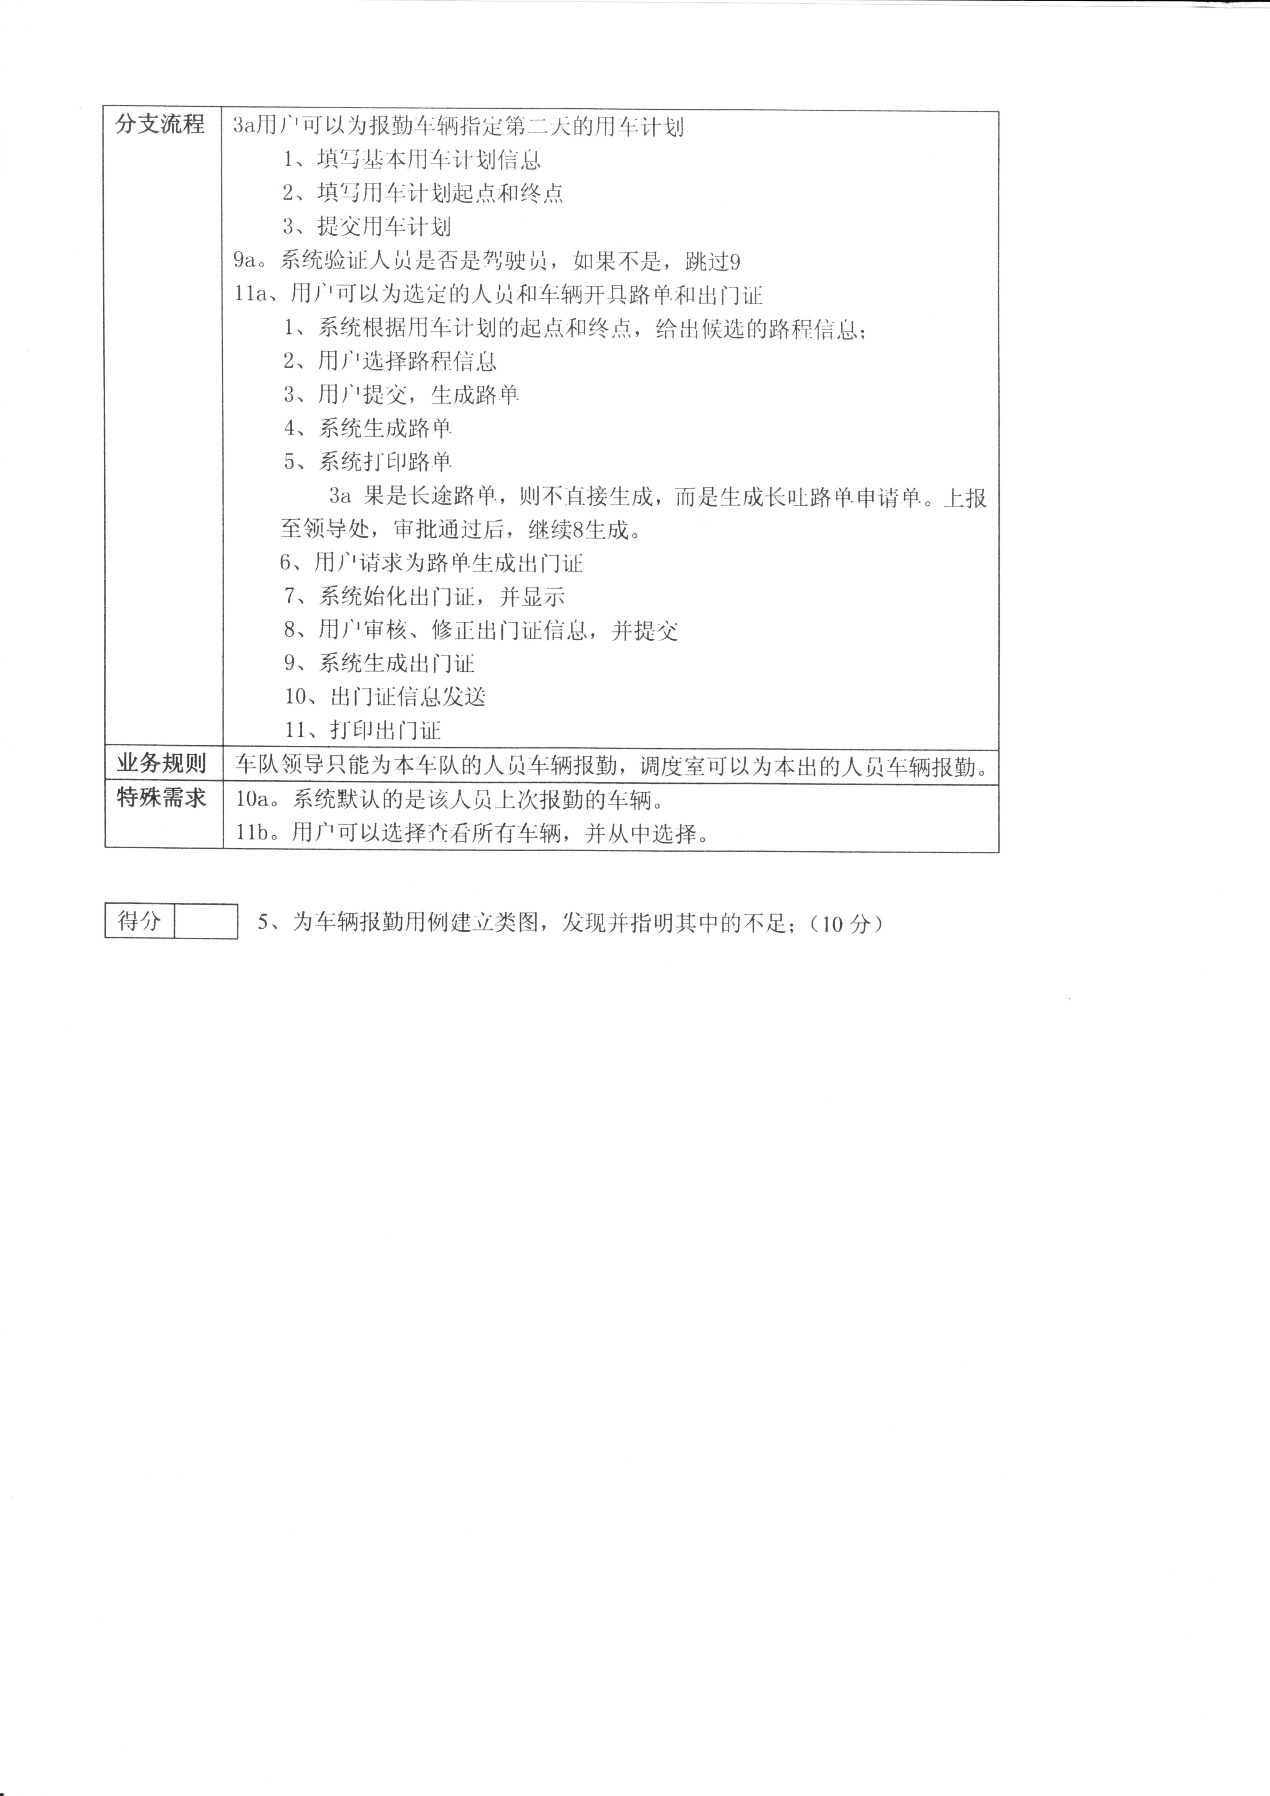 分支流程
3a用户可以为报勤车辆指定第二天的用车计划
1、填写基本用车计划信息
2、填写用车计划起点和终点
3、提交用车计划
9a。系统验证人员是否是驾驶员，如果不是，跳过9
11a、用户可以为选定的人员和车辆开具路单和出门证
1、系统根据用车计划的起点和终点，给出候选的路程信息；
2、用户选择路程信息
3、用户提交，生成路单
4、系统生成路单
5、系统打印路单
3a 果是长途路单，则不直接生成，而是生成长吐路单申请单。上报
至领导处，审批通过后，继续8生成。
6、用户请求为路单生成出门证
7、系统始化出门证，并显示
8、用户审核、修正出门证信息，并提交
9、系统生成出门证
10、出门证信息发送
11、打印出门证
业务规则
车队领导只能为本车队的人员车辆报勤，调度室可以为本出的人员车辆报勤。
特殊需求
10a。系统默认的是该人员上次报勤的车辆。
11b。用户可以选择查看所有车辆，并从中选择。
得分
5、为车辆报勤用例建立类图，发现并指明其中的不足；（10 分）